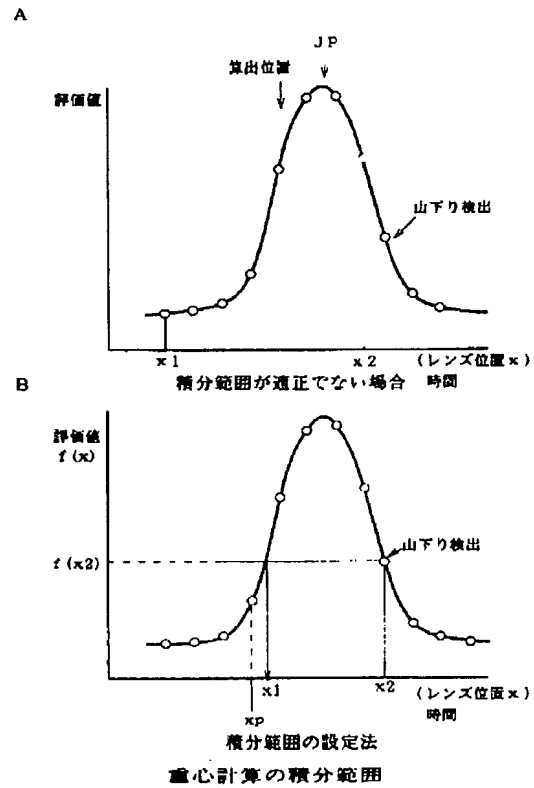 A
JP
算出位置
評価値
山下り検出
x1
x2
(レンズ位置x)
積分範囲が適正でない場合
時間
B
評価値
f(x)
山下り検出
f(x2)
x1
x2
(レンズ位置x)
xp
時間
積分範囲の設定法
重心計算の積分範囲